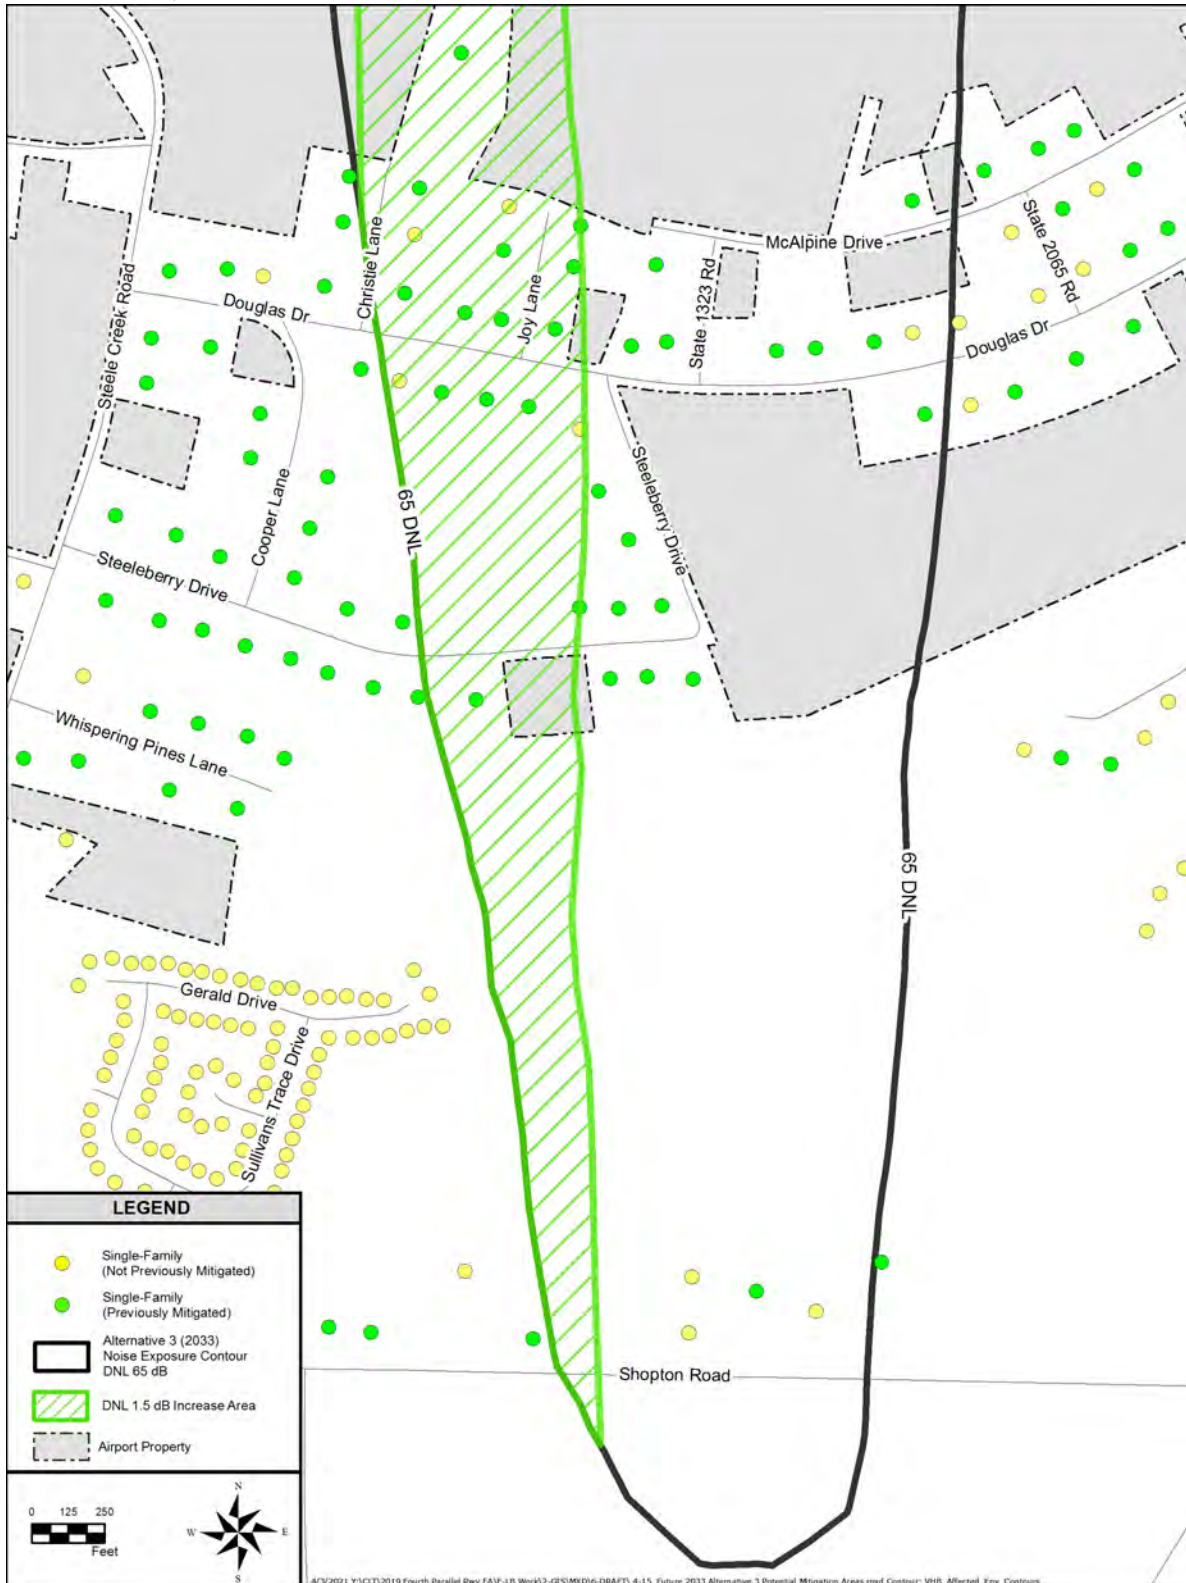 McAlpine Drive
State 2065 Rd
Christie Lane
Joy Lane
State 1323 Rd
Douglas Dr
Douglas Dr
Steele Creek Road
Cooper Lane
65 DNL
Steeleberry Drive
Steeleberry Drive
Whispering Pines Lane
65 DNL
Gerald Drive
Sullivans Trace Drive
Shopton Road
LEGEND
Single-Family
(Not Previously Mitigated)
Single-Family
(Previously Mitigated)
Alternative 3 (2033)
Noise Exposure Contour
DNL 65 dB
DNL 1.5 dB Increase Area
Airport Property
0 125 250
Feet
N
W E
S